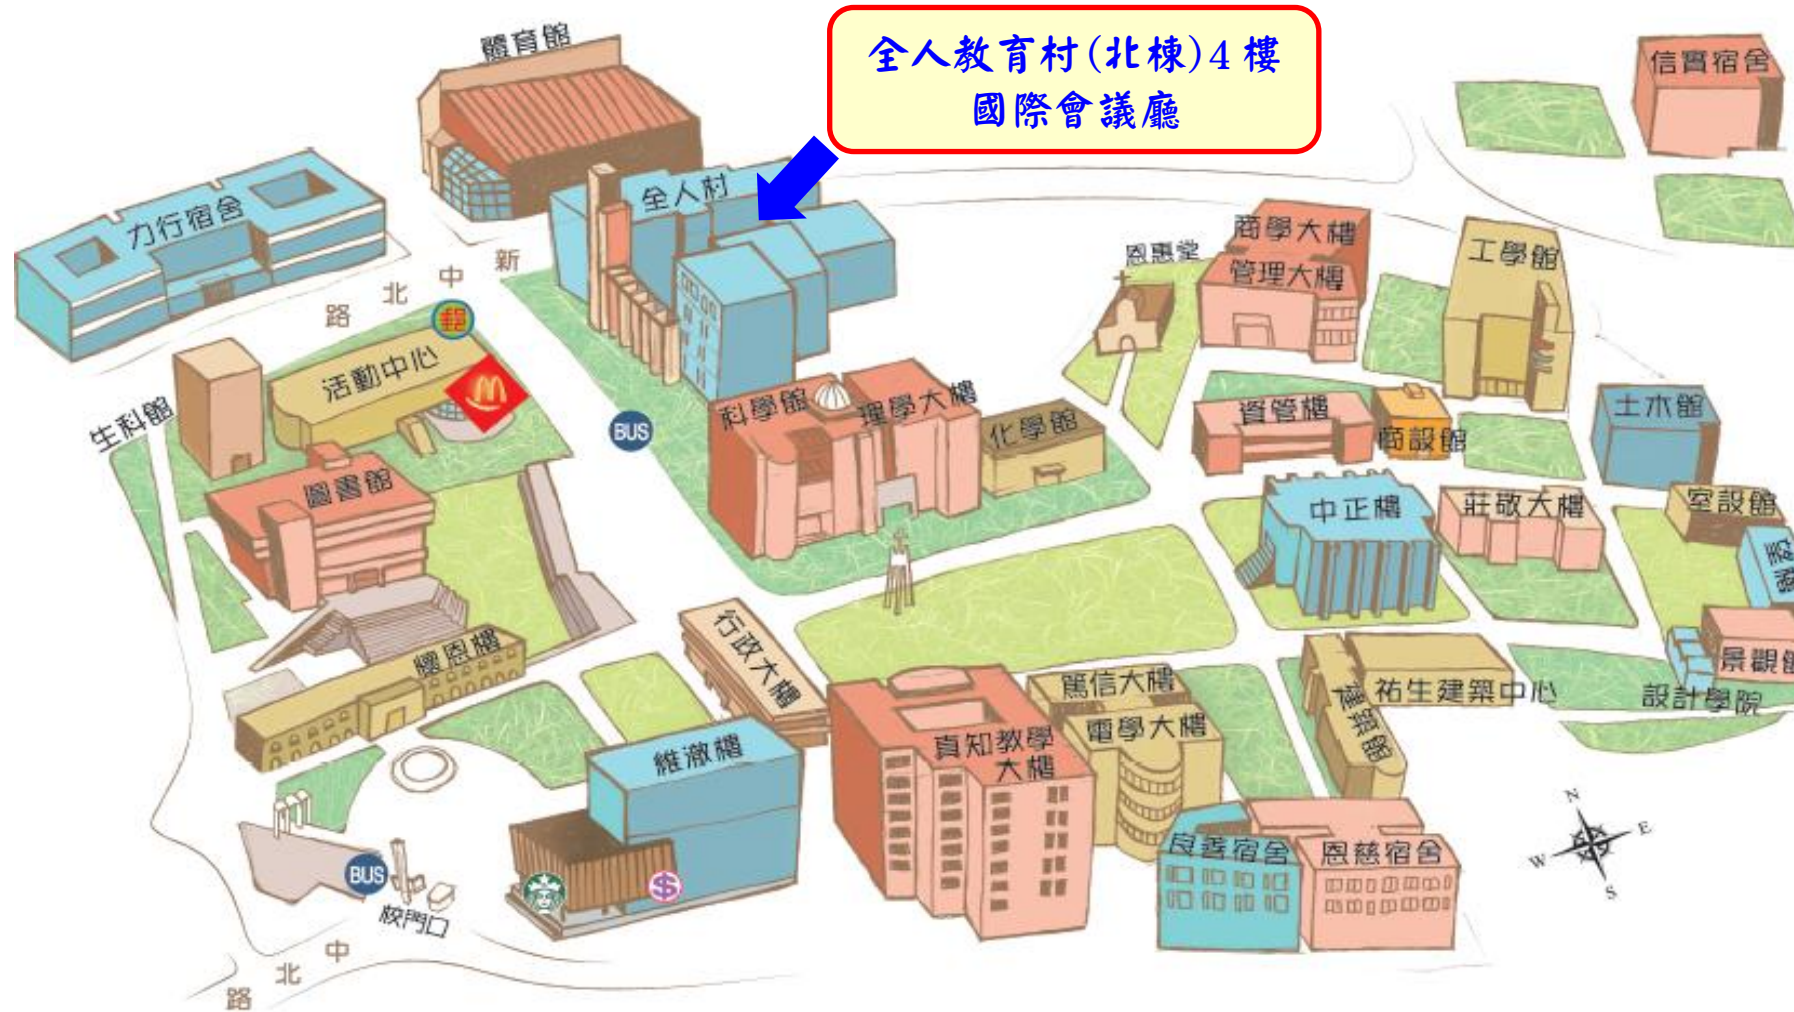 體育館
全人教育村(北棟)4 樓
國際會議廳
信實宿舍
力行宿舍
全人村
新
中
北
路
恩惠堂
商學大樓
管理大樓
工學館
郵
活動中心
生科館
BUS
科學館
理學大樓
化學館
資管樓
商設館
土木館
圖書館
中正樓
莊敬大樓
室設館
懷恩樓
行政大樓
篤信大樓
電學大樓
真知教學
大樓
建築館
祐生建築中心
景觀館
設計學院
維澈樓
良善宿舍
恩慈宿舍
N
E
W
S
BUS
$
校門口
中
北
路